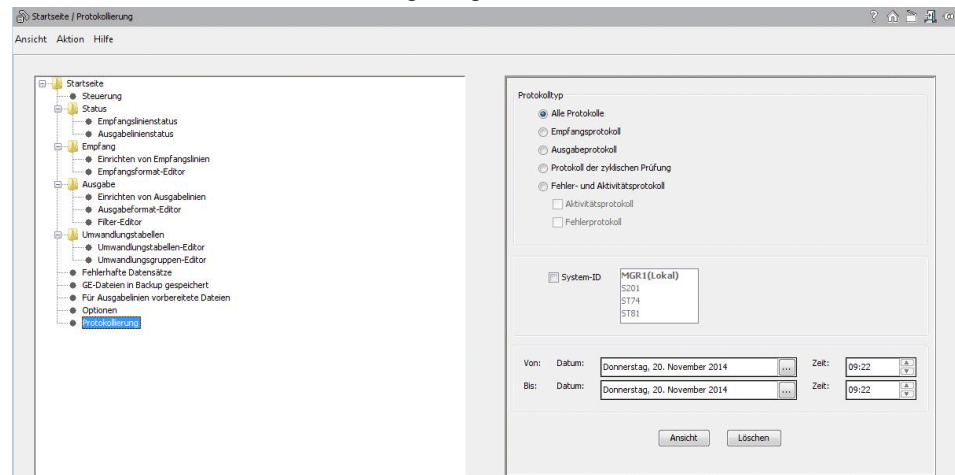 Startseite / Protokollierung
Ansicht Aktion Hilfe
Startseite
Steuerung
Status
Empfangslinienstatus
Ausgabelinienstatus
Empfang
Einrichten von Empfangslinien
Empfangsformat-Editor
Ausgabe
Einrichten von Ausgabelinien
Ausgabeformat-Editor
Filter-Editor
Umwandlungstabellen
Umwandlungstabellen-Editor
Umwandlungsgruppen-Editor
Fehlerhafte Datensätze
GE-Dateien in Backup gespeichert
Für Ausgabelinien vorbereitete Dateien
Optionen
Protokollierung
Protokolltyp
Alle Protokolle
Empfangsprotokoll
Ausgabeprotokoll
Protokoll der zyklischen Prüfung
Fehler- und Aktivitätsprotokoll
Aktivitätsprotokoll
Fehlerprotokoll
System-ID
MGR1(Lokal)
S201
ST74
ST81
Von: Datum: Donnerstag, 20. November 2014 ... Zeit: 09:22
Bis: Datum: Donnerstag, 20. November 2014 ... Zeit: 09:22
Ansicht Löschen